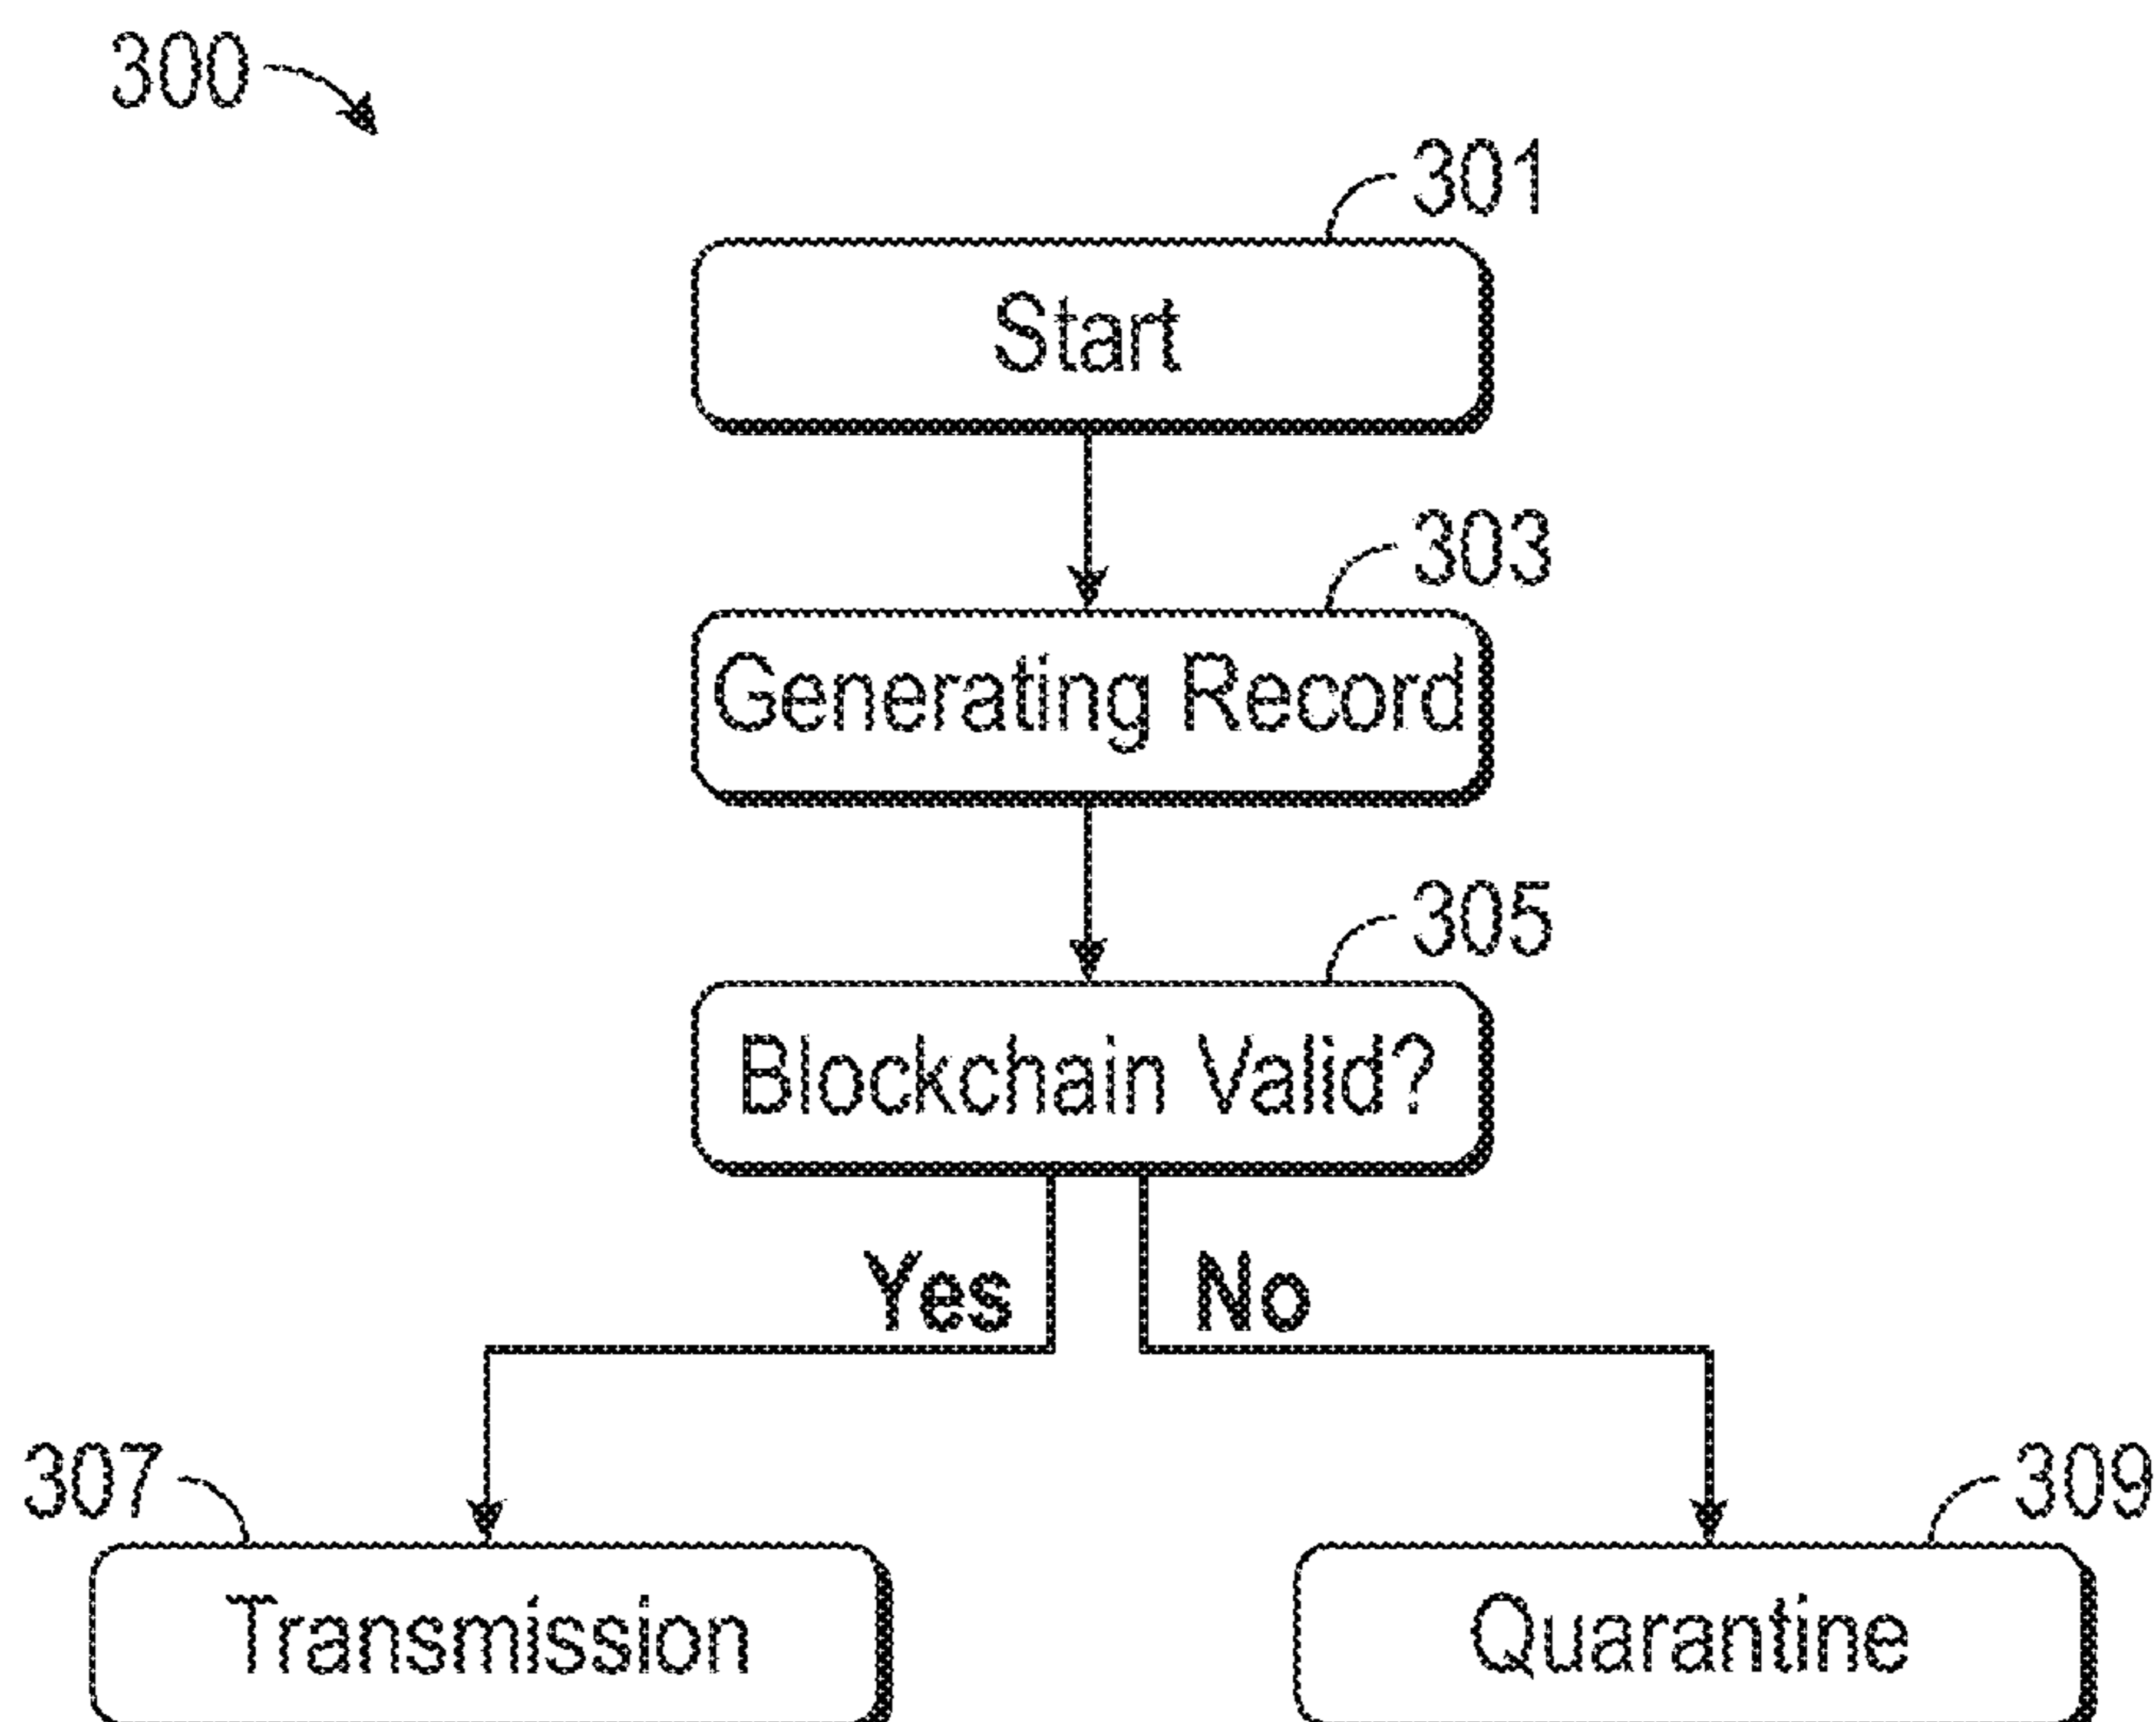 300
301
Start
303
Generating Record
305
Blockchain Valid?
Yes No
307
309
Transmission
Quarantine